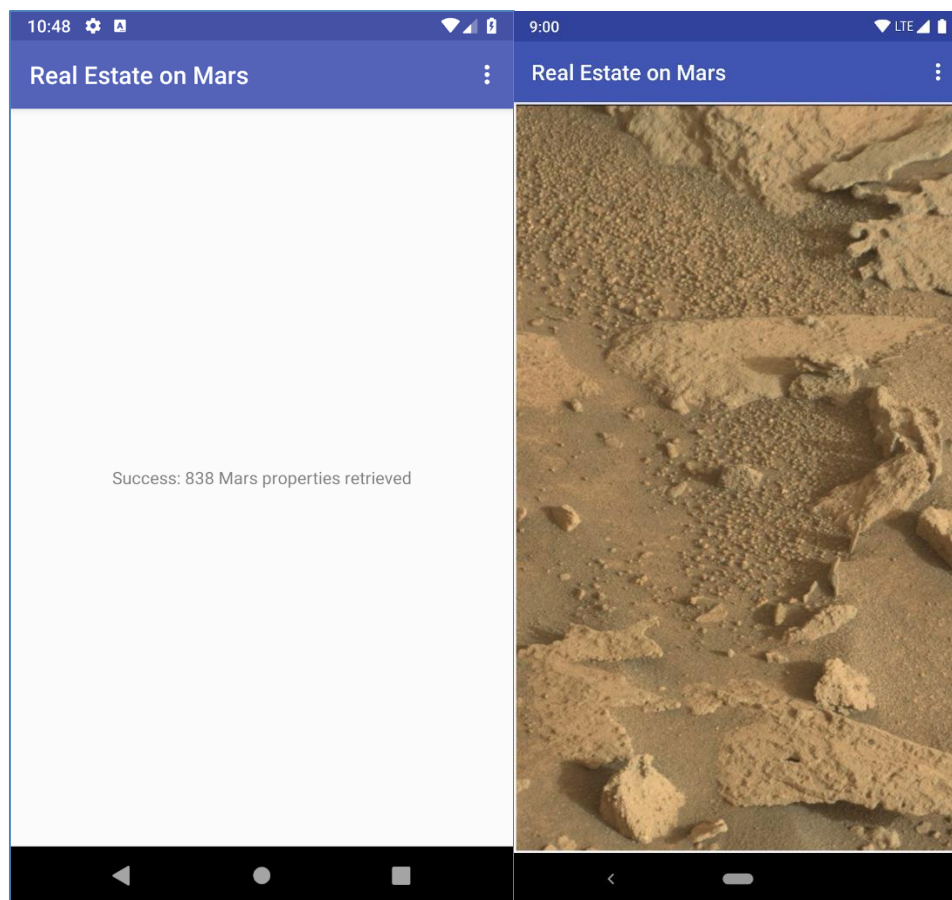 10:48
Real Estate on Mars
Success: 838 Mars properties retrieved
9:00 LTE
Real Estate on Mars